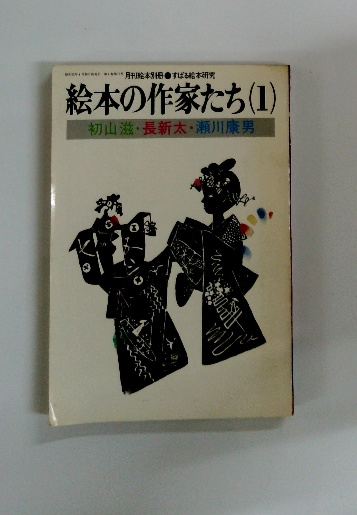 月刊絵本別冊●すばる絵本研究
絵本の作家たち(1)
初山滋・長新太・瀬川康男